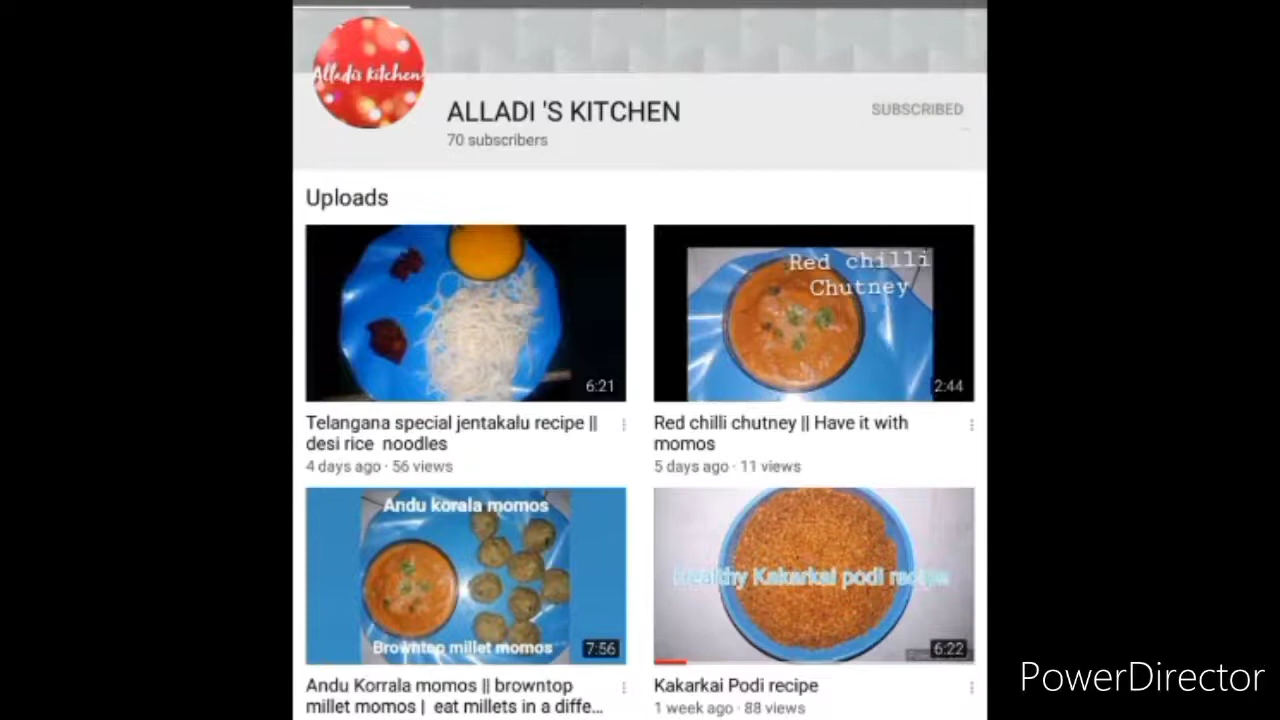 Alladis kitchen
ALLADI 'S KITCHEN
SUBSCRIBED
70 subscribers
Uploads
Red chilli
Chutney
6:21
2:44
Telangana special jentakalu recipe ||
desi rice noodles
4 days ago · 56 views
Red chilli chutney || Have it with
momos
5 days ago · 11 views
Andu korala momos
Browntop millet momos
7:56
Healthy Kakarkai podi recipe
6:22
Andu Korrala momos || browntop
millet momos | eat millets in a diffe...
Kakarkai Podi recipe
1 week ago · 88 views
PowerDirector